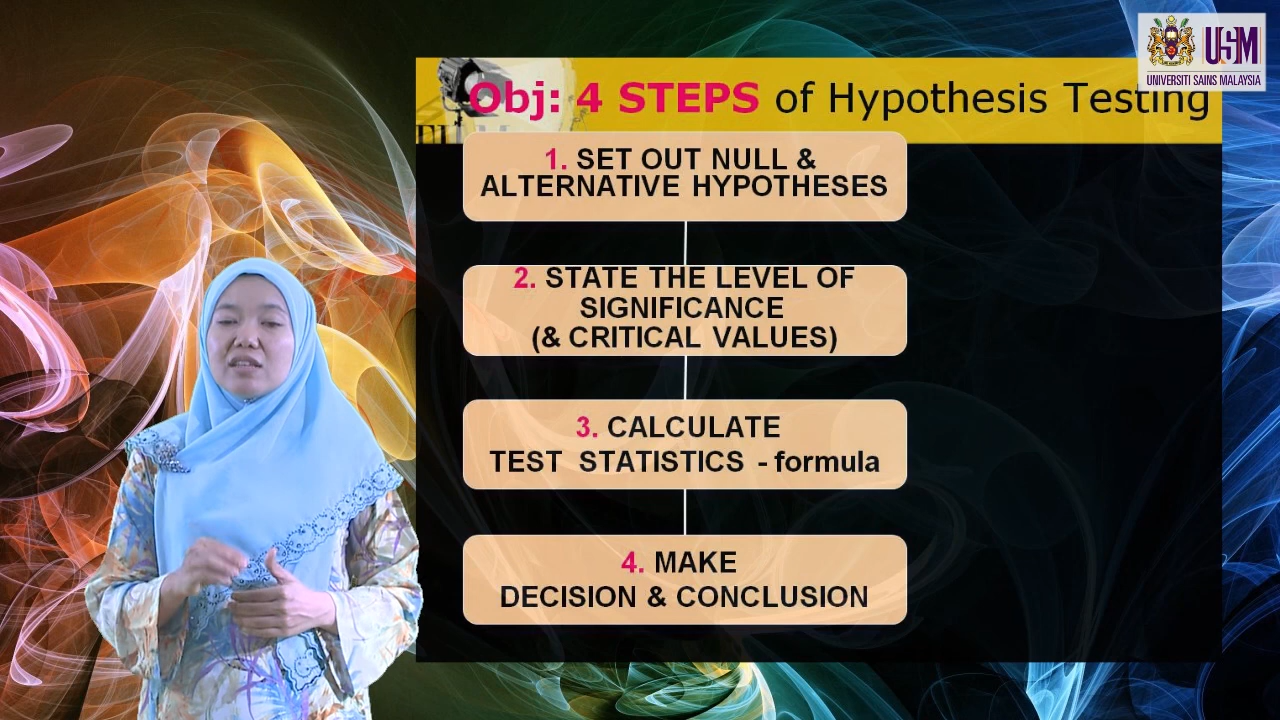 USM
UNIVERSITI SAINS MALAYSIA
Obj: 4 STEPS of Hypothesis Testing
1. SET OUT NULL &
ALTERNATIVE HYPOTHESES
2. STATE THE LEVEL OF
SIGNIFICANCE
(& CRITICAL VALUES)
3. CALCULATE
TEST STATISTICS - formula
4. MAKE
DECISION & CONCLUSION